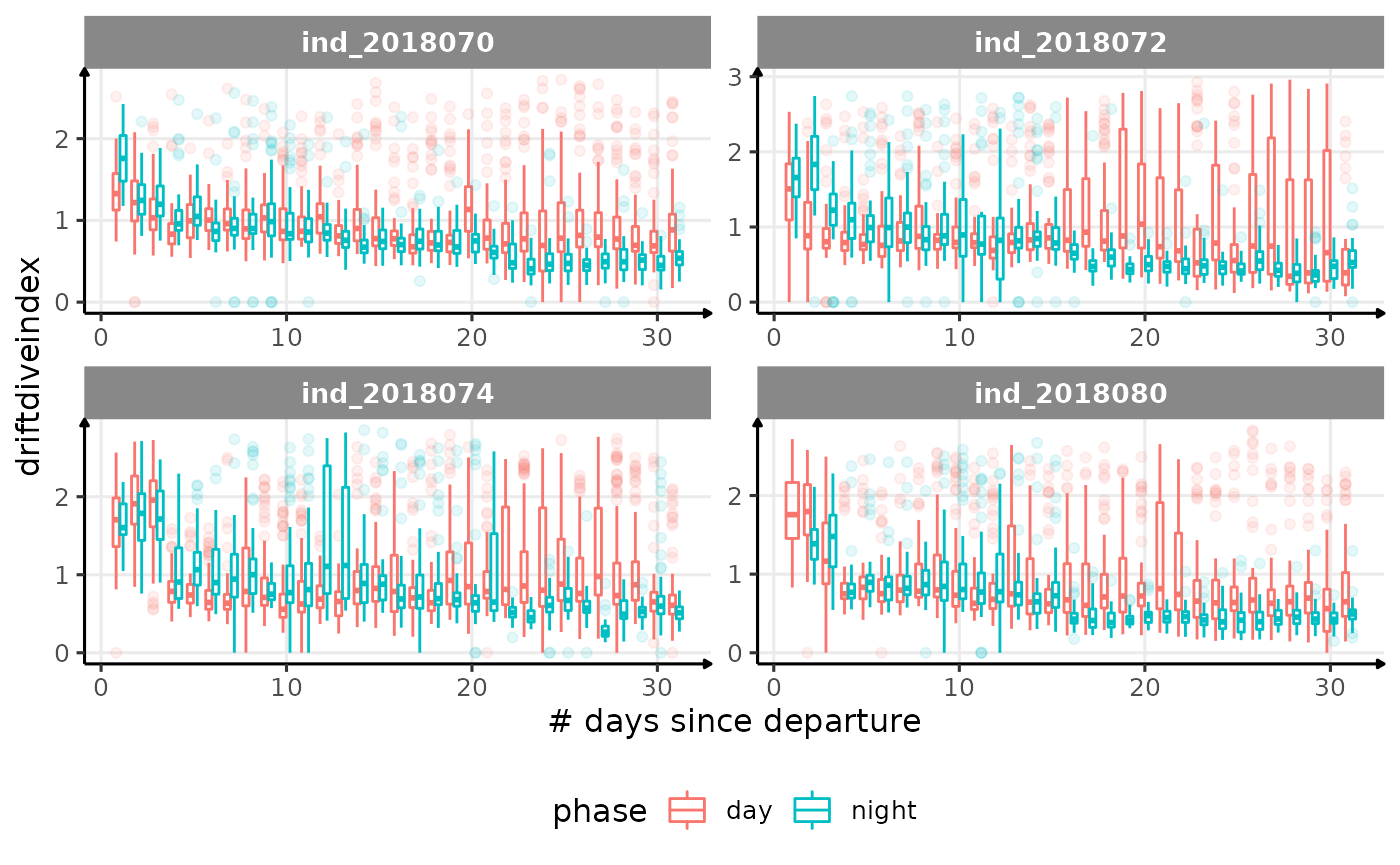 ind_2018070 ind_2018072
driftdiveindex
0 1 2
0 10 20 30
0 1 2 3
0 10 20 30
ind_2018074 ind_2018080
0 1 2
0 10 20 30
0 1 2
0 10 20 30
# days since departure
phase day night